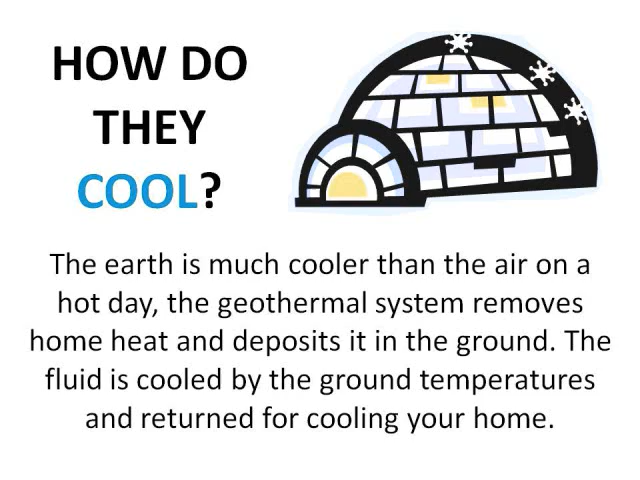 HOW DO
THEY
COOL?
The earth is much cooler than the air on a
hot day, the geothermal system removes
home heat and deposits it in the ground. The
fluid is cooled by the ground temperatures
and returned for cooling your home.